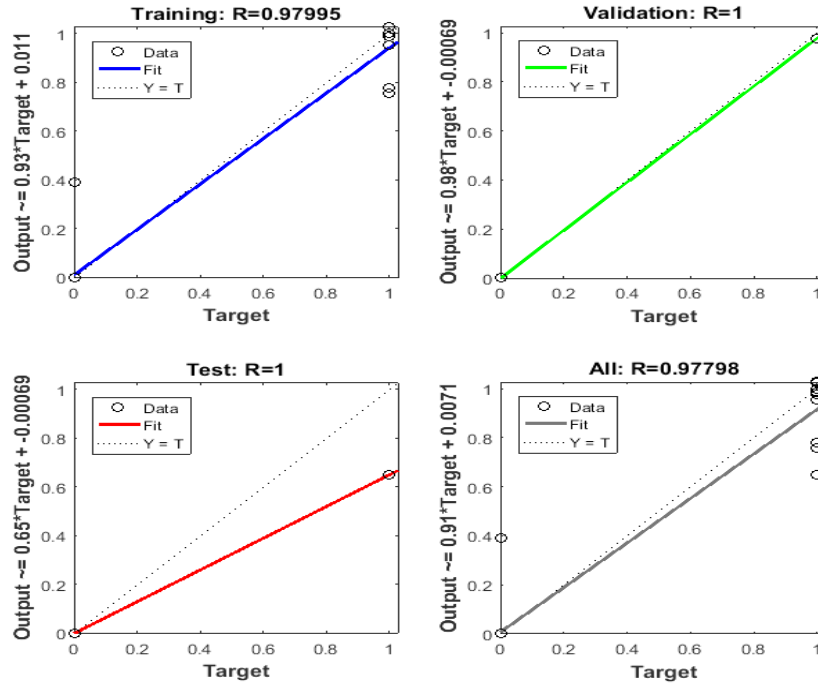 Training: R=0.97995
Output ~= 0.93*Target + 0.011
1
0.8
0.6
0.4
0.2
0
Data
Fit
Y = T
0 0.2 0.4 0.6 0.8 1
Target
Validation: R=1
Output ~= 0.98*Target + -0.00069
1
0.8
0.6
0.4
0.2
0
Data
Fit
Y = T
0 0.2 0.4 0.6 0.8 1
Target
Test: R=1
Output ~= 0.65*Target + -0.00069
1
0.8
0.6
0.4
0.2
0
Data
Fit
Y = T
0 0.2 0.4 0.6 0.8 1
Target
All: R=0.97798
Output ~= 0.91*Target + 0.0071
1
0.8
0.6
0.4
0.2
0
Data
Fit
Y = T
0 0.2 0.4 0.6 0.8 1
Target